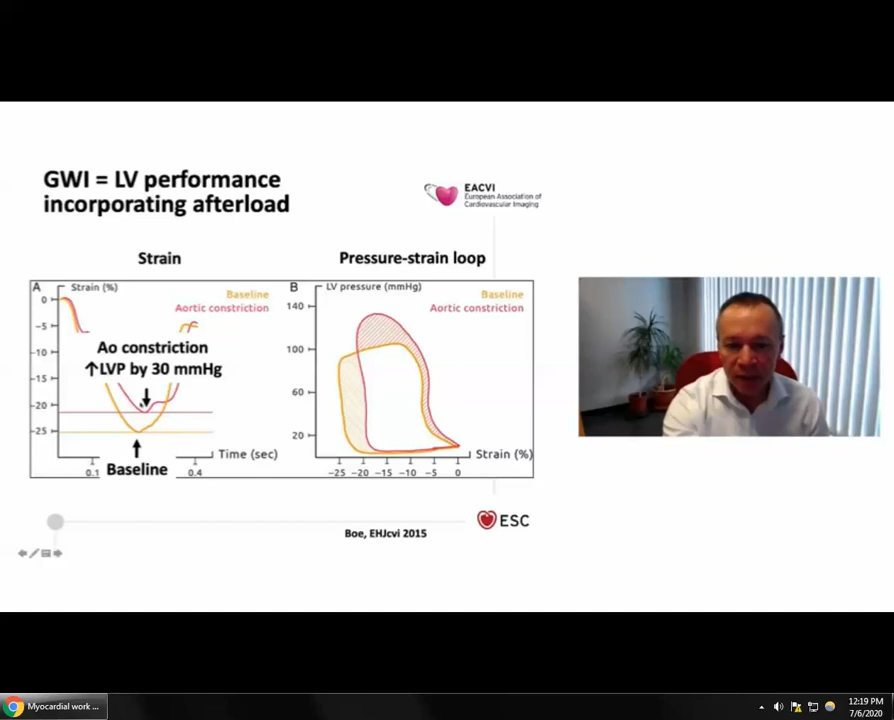 GWI = LV performance
incorporating afterload
EACVI
European Association of
Cardiovascular Imaging
Strain
Pressure-strain loop
A
Strain (%)
Baseline
Aortic constriction
0
−5
−10
−15
−20
−25
Ao constriction
↑LVP by 30 mmHg
Baseline
0.1
0.4
Time (sec)
B
LV pressure (mmHg)
Baseline
Aortic constriction
140
100
60
20
−25 −20 −15 −10 −5 0
Strain (%)
Boe, EHJcvi 2015
ESC
Myocardial work ...
12:19 PM
7/6/2020